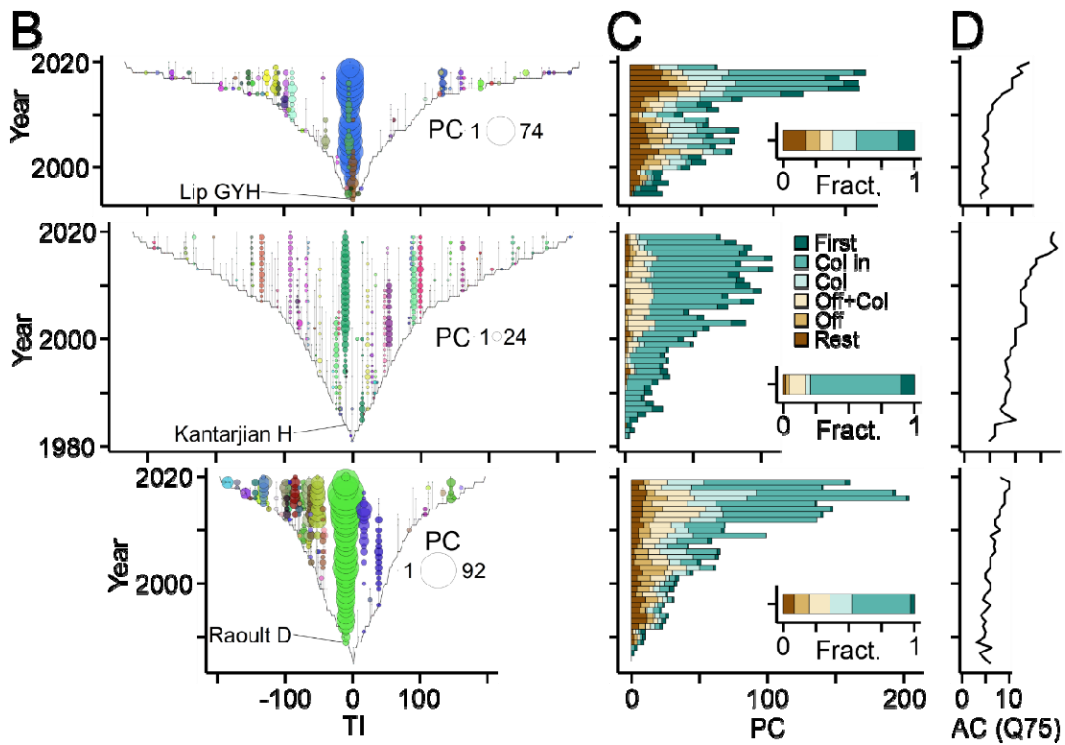 B
C
D
Year
2020
2000
PC 1 74
Lip GYH
0 1
Fract.
Year
2020
2000
1980
PC 1 24
Kantarjian H
First
Col in
Col
Off+Col
Off
Rest
0 1
Fract.
Year
2020
2000
PC
1 92
Raoult D
0 1
Fract.
-100 0 100
TI
0 100 200
PC
0 10
AC (Q75)